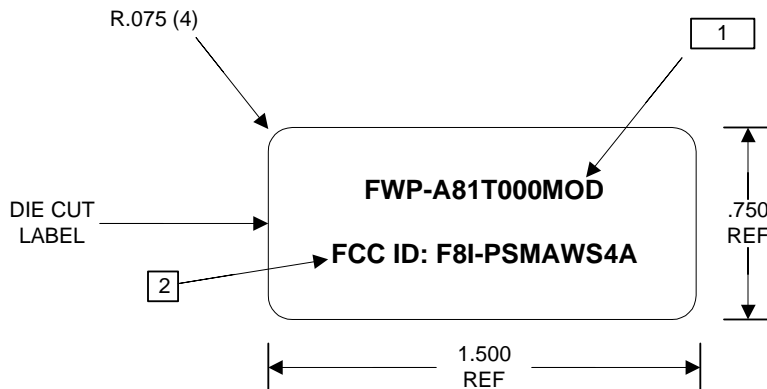 R.075 (4)
1
FWP-A81T000MOD
DIE CUT
LABEL
.750
REF
FCC ID: F8I-PSMAWS4A
2
1.500
REF